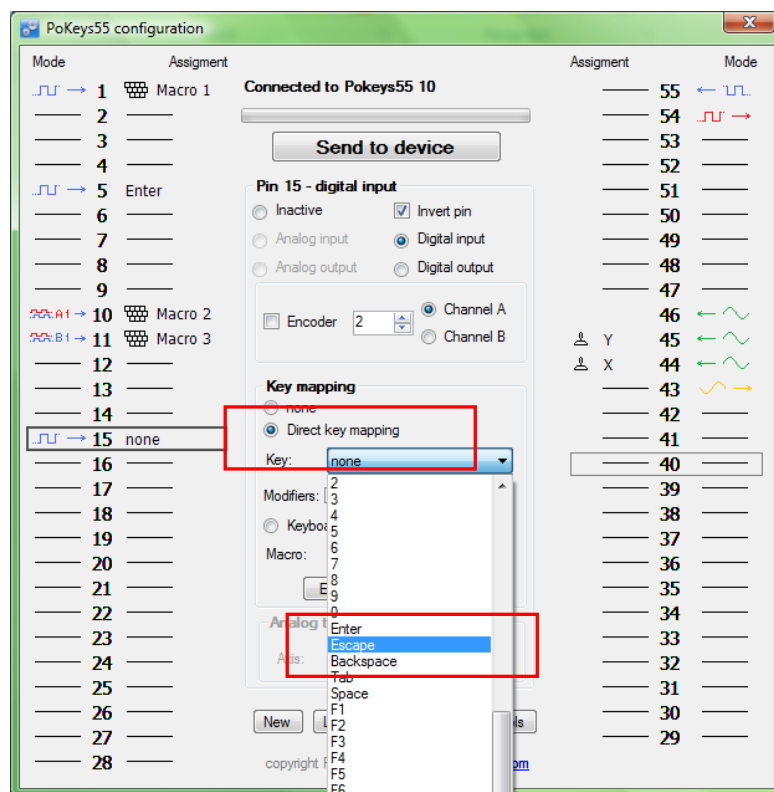 PoKeys55 configuration
Mode Assigment Assigment Mode
1 Macro 1 Connected to Pokeys55 10 55
2 54
3 Send to device 53
4 52
5 Enter Pin 15 - digital input 51
6 Inactive Invert pin 50
7 Analog input Digital input 49
8 Analog output Digital output 48
9 47
A1 10 Macro 2 Encoder 2 Channel A 46
B1 11 Macro 3 Channel B Y 45
12 X 44
13 Key mapping 43
14 none 42
15 none Direct key mapping 41
16 Key: none 40
17 2 39
Modifiers: 3
18 4 38
19 5 37
Macro: 6
20 7 36
21 8 35
9
22 0 34
23 Enter 33
Escape
24 Backspace 32
Tab
25 Space 31
26 F1 30
New F2
27 F3 29
28 copyright F4
F5
F6